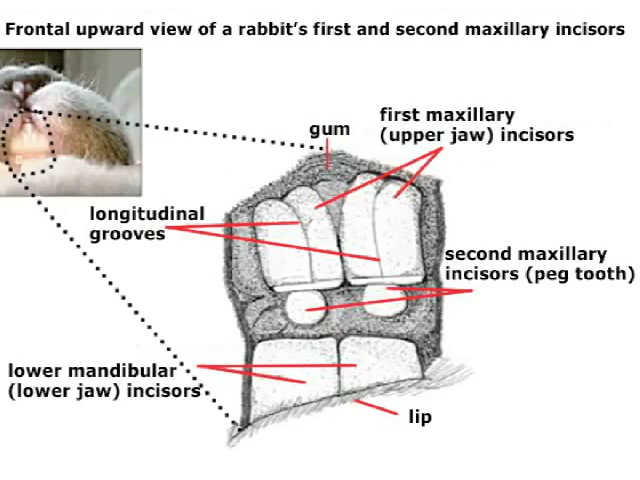 Frontal upward view of a rabbit's first and second maxillary incisors
gum
first maxillary
(upper jaw) incisors
longitudinal
grooves
second maxillary
incisors (peg tooth)
lower mandibular
(lower jaw) incisors
lip